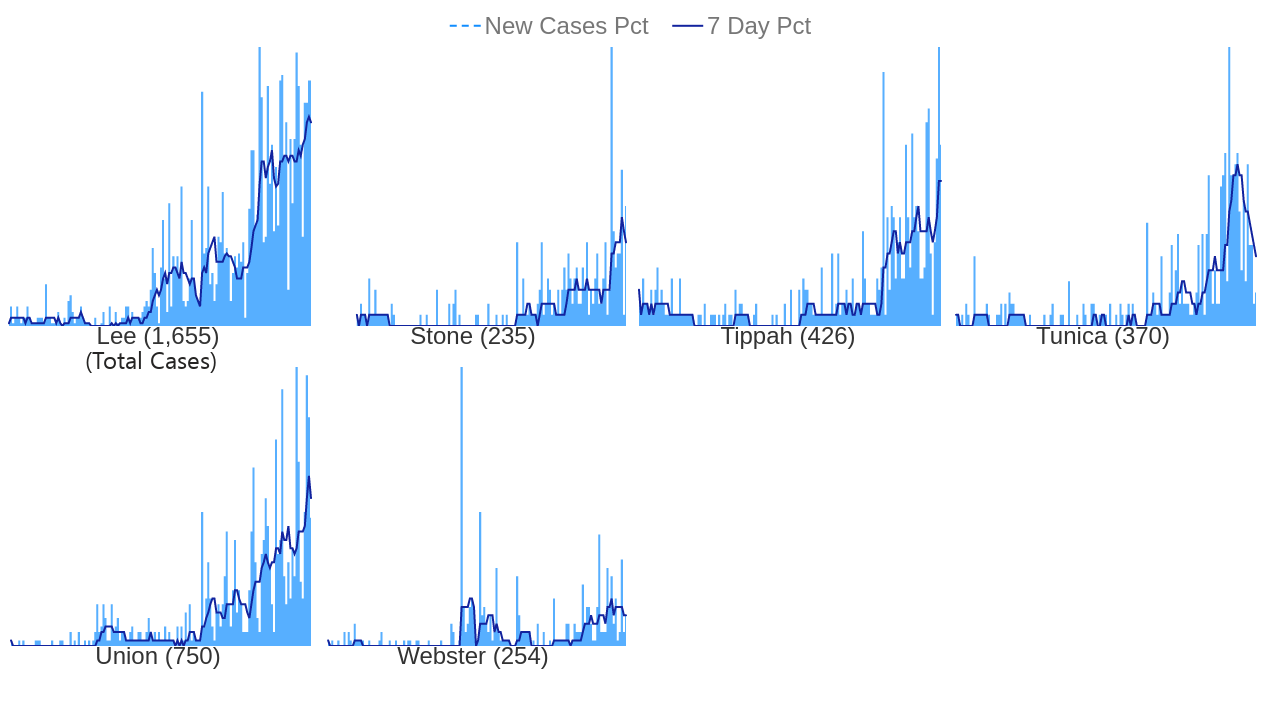 New Cases Pct 7 Day Pct
Lee (1,655) Stone (235) Tippah (426) Tunica (370)
(Total Cases)
Union (750) Webster (254)